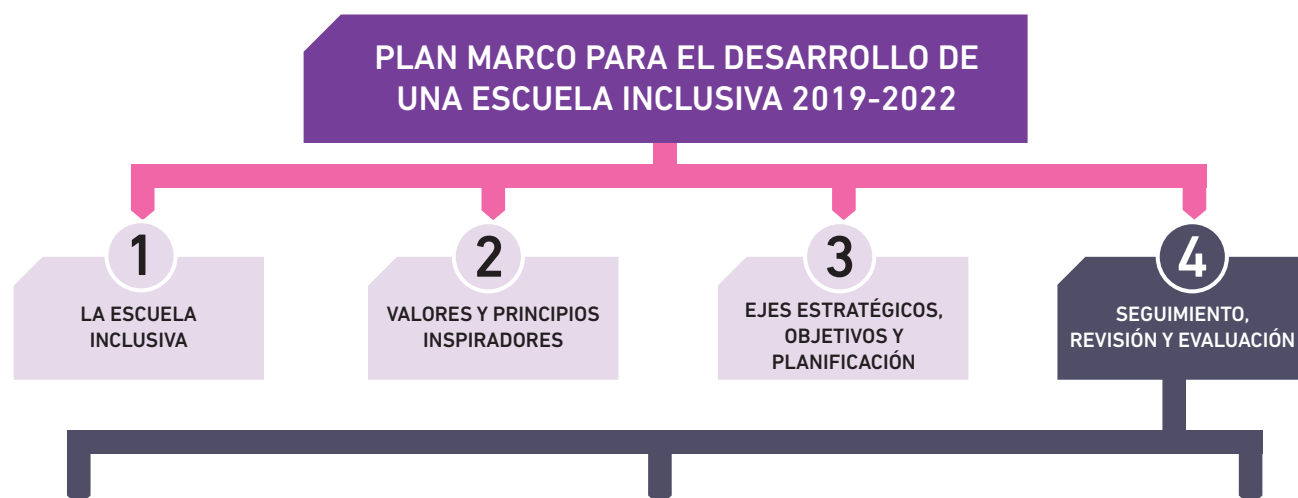 PLAN MARCO PARA EL DESARROLLO DE
UNA ESCUELA INCLUSIVA 2019-2022
1
LA ESCUELA
INCLUSIVA
2
VALORES Y PRINCIPIOS
INSPIRADORES
3
EJES ESTRATÉGICOS,
OBJETIVOS Y
PLANIFICACIÓN
4
SEGUIMIENTO,
REVISIÓN Y EVALUACIÓN